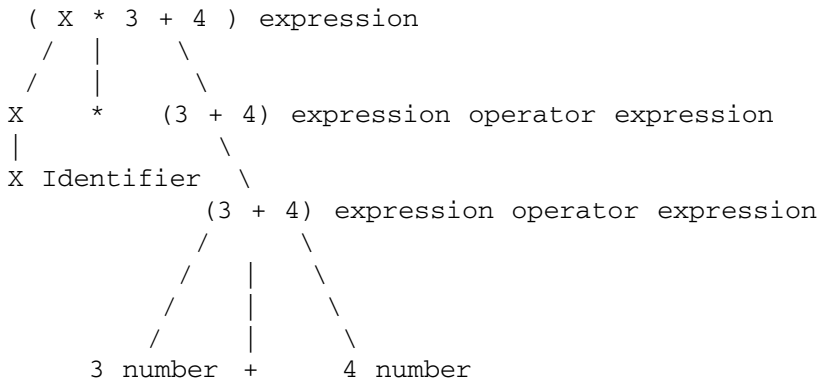 ( X * 3 + 4 ) expression
/ | \
/ | \
X * (3 + 4) expression operator expression
| \
X Identifier \
(3 + 4) expression operator expression
/ \
/ | \
/ | \
/ | \
3 number + 4 number